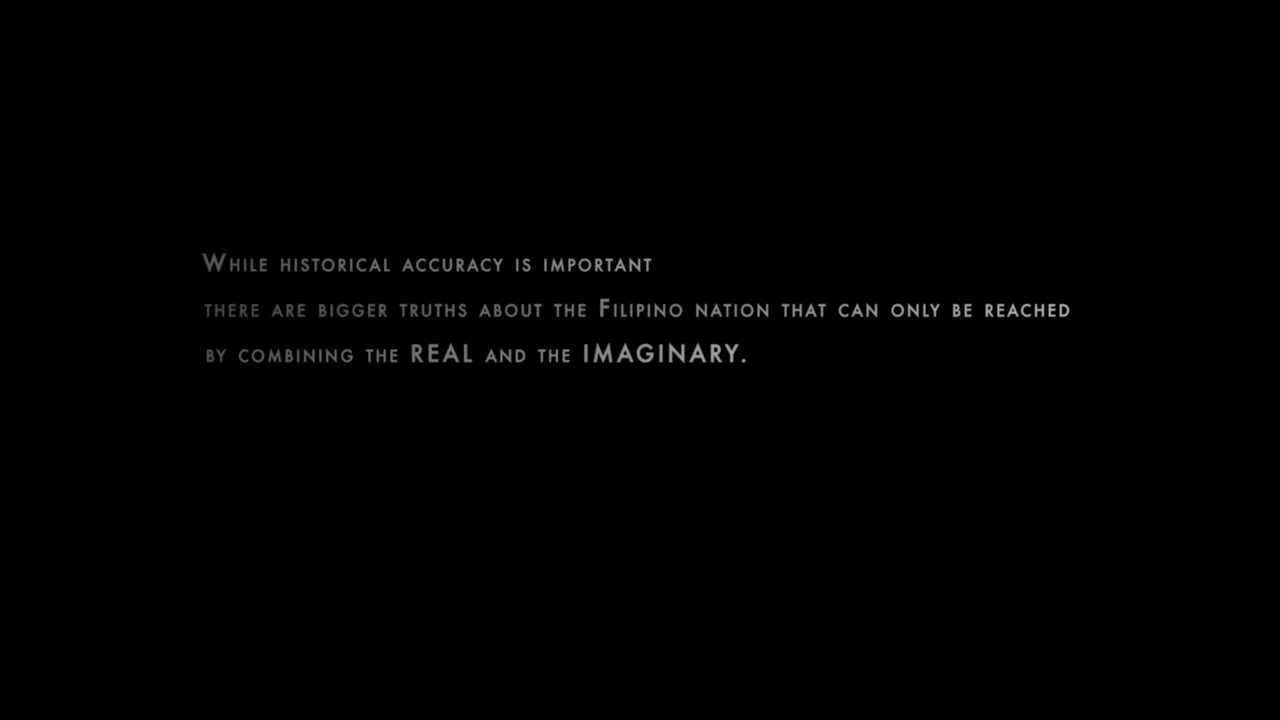 While historical accuracy is important
there are bigger truths about the Filipino nation that can only be reached
by combining the REAL and the IMAGINARY.